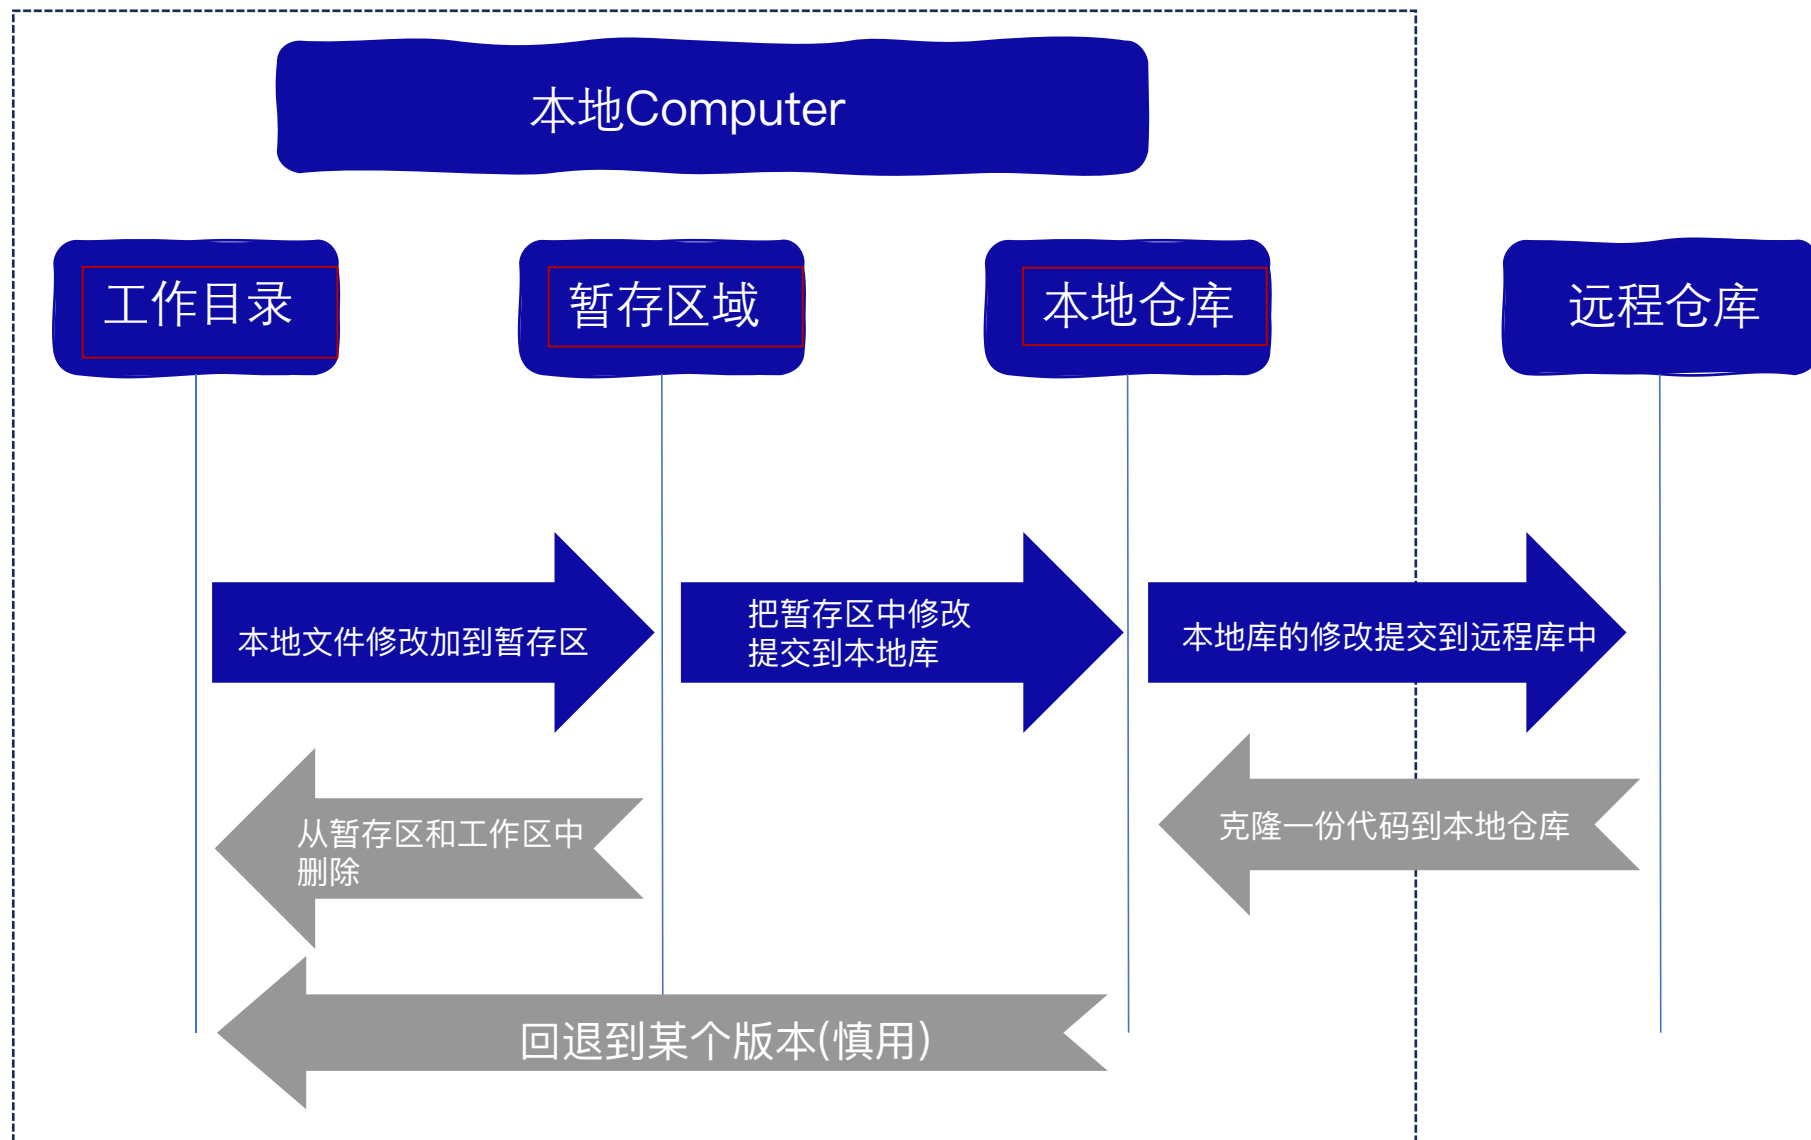 本地Computer
工作目录
暂存区域
本地仓库
远程仓库
本地文件修改加到暂存区
把暂存区中修改
提交到本地库
本地库的修改提交到远程库中
从暂存区和工作区中
删除
克隆一份代码到本地仓库
回退到某个版本(慎用)